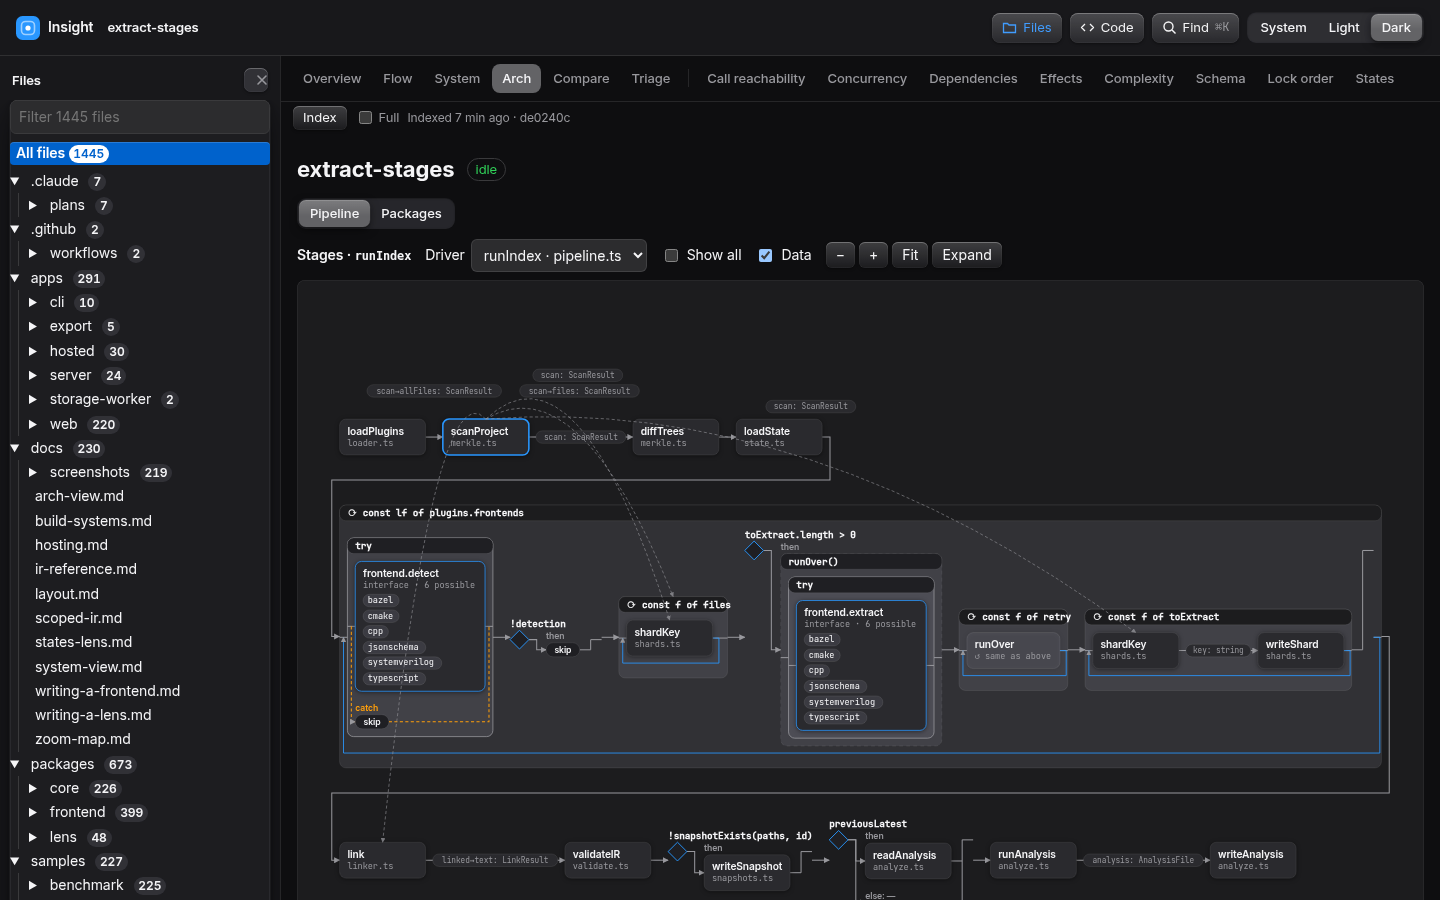 Insight extract-stages
Files Code Find ⌘K System Light Dark
Files
Filter 1445 files
All files 1445
.claude 7
plans 7
.github 2
workflows 2
apps 291
cli 10
export 5
hosted 30
server 24
storage-worker 2
web 220
docs 230
screenshots 219
arch-view.md
build-systems.md
hosting.md
ir-reference.md
layout.md
scoped-ir.md
states-lens.md
system-view.md
writing-a-frontend.md
writing-a-lens.md
zoom-map.md
packages 673
core 226
frontend 399
lens 48
samples 227
benchmark 225
Overview Flow System Arch Compare Triage Call reachability Concurrency Dependencies Effects Complexity Schema Lock order States
Index Full Indexed 7 min ago · de0240c
extract-stages idle
Pipeline Packages
Stages · runIndex Driver runIndex · pipeline.ts Show all Data − + Fit Expand
scan: ScanResult
scan→allFiles: ScanResult scan→files: ScanResult
scan: ScanResult
loadPlugins
loader.ts
scanProject
merkle.ts
scan: ScanResult
diffTrees
merkle.ts
loadState
state.ts
⟳ const lf of plugins.frontends
try
frontend.detect
interface · 6 possible
bazel
cmake
cpp
jsonschema
systemverilog
typescript
catch
skip
!detection
then
skip
⟳ const f of files
shardKey
shards.ts
toExtract.length > 0
then
runOver()
try
frontend.extract
interface · 6 possible
bazel
cmake
cpp
jsonschema
systemverilog
typescript
⟳ const f of retry
runOver
↺ same as above
⟳ const f of toExtract
shardKey
shards.ts
key: string
writeShard
shards.ts
link
linker.ts
linked→text: LinkResult
validateIR
validate.ts
!snapshotExists(paths, id)
then
writeSnapshot
snapshots.ts
previousLatest
then
readAnalysis
analyze.ts
else: —
runAnalysis
analyze.ts
analysis: AnalysisFile
writeAnalysis
analyze.ts